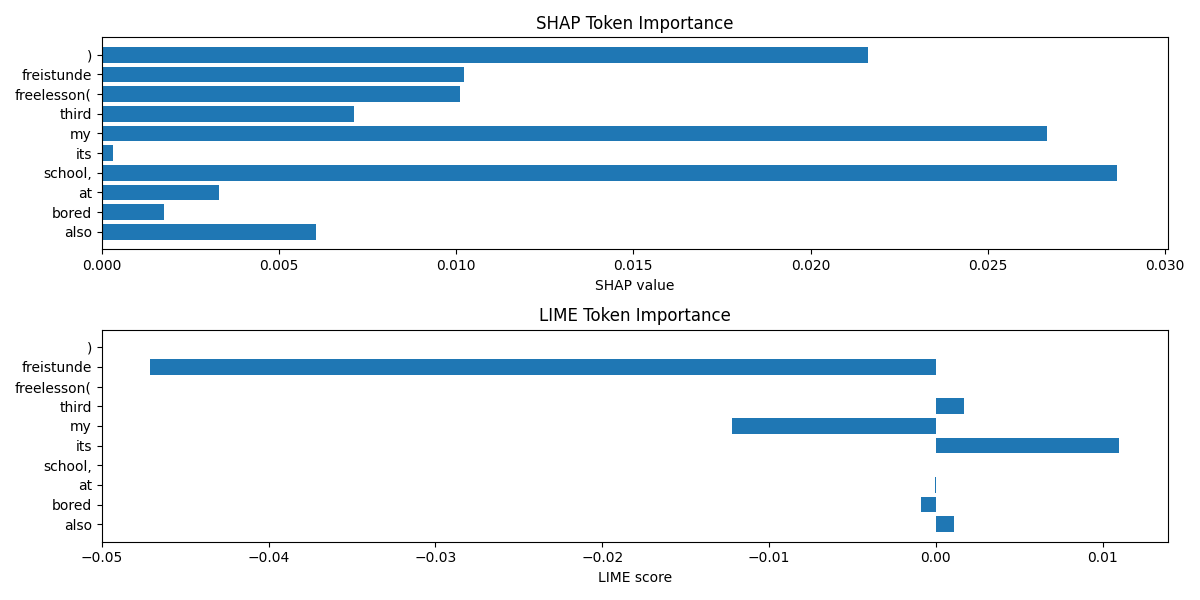 SHAP Token Importance
)
freistunde
freelesson(
third
my
its
school,
at
bored
also
0.000 0.005 0.010 0.015 0.020 0.025 0.030
SHAP value
LIME Token Importance
)
freistunde
freelesson(
third
my
its
school,
at
bored
also
−0.05 −0.04 −0.03 −0.02 −0.01 0.00 0.01
LIME score